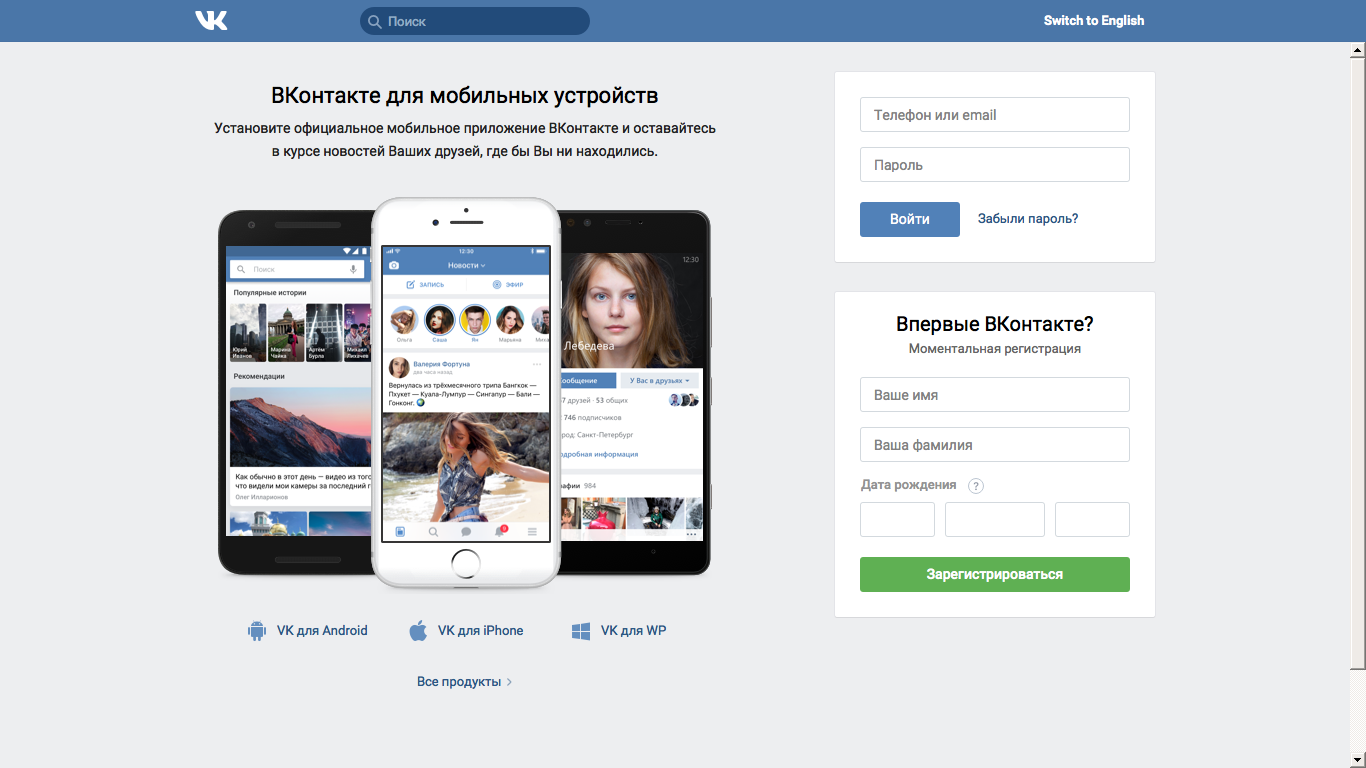 VK
Поиск
Switch to English
ВКонтакте для мобильных устройств
Установите официальное мобильное приложение ВКонтакте и оставайтесь
в курсе новостей Ваших друзей, где бы Вы ни находились.
Поиск
Популярные истории
Юрий Иванов
Марина Чайка
Артём Бурла
Михаил Лихачев
Рекомендации
Как обычно в этот день — видео из того
что видели мои камеры за последний г
Олег Илларионов
12:30
Новости
ЗАПИСЬ
ЭФИР
Ольга Саша Ян Марьяна Миха
Валерия Фортуна
два часа назад
Вернулась из трёхмесячного трипа Бангкок —
Пхукет — Куала-Лумпур — Сингапур — Бали —
Гонконг.
12:30
Лебедева
сообщение
У Вас в друзьях
7 друзей · 53 общих
746 подписчиков
род: Санкт-Петербург
одробная информация
афии 984
VK для Android
VK для iPhone
VK для WP
Все продукты
Телефон или email
Пароль
Войти
Забыли пароль?
Впервые ВКонтакте?
Моментальная регистрация
Ваше имя
Ваша фамилия
Дата рождения ?
Зарегистрироваться